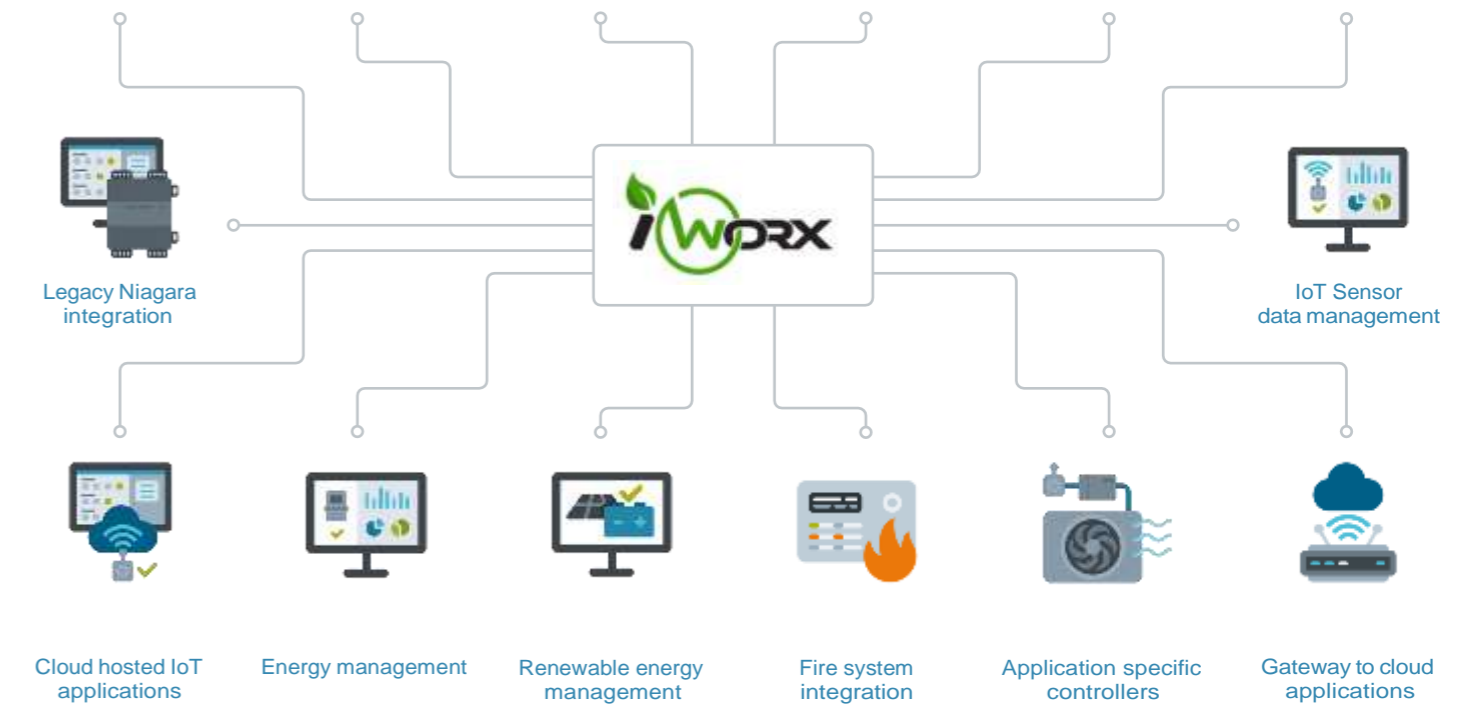 iWORX
Legacy Niagara
integration
IoT Sensor
data management
Cloud hosted IoT
applications
Energy management
Renewable energy
management
Fire system
integration
Application specific
controllers
Gateway to cloud
applications